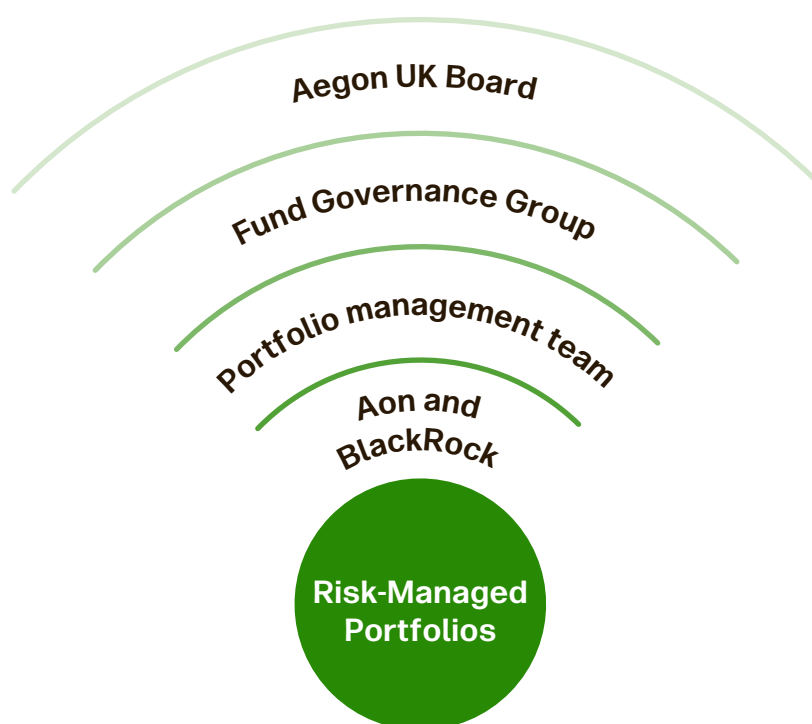 Aegon UK Board
Fund Governance Group
Portfolio management team
Aon and
BlackRock
Risk-Managed
Portfolios